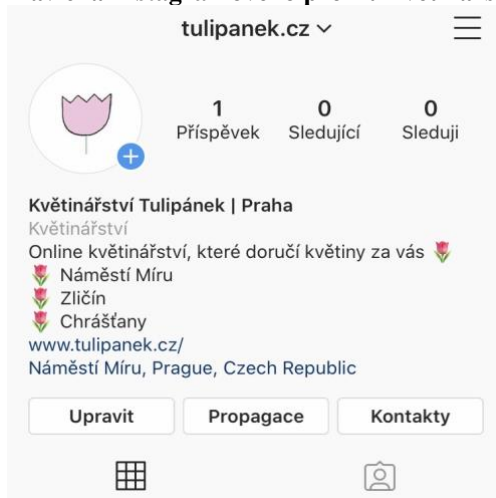 tulipanek.cz
1 0 0
Příspěvek Sledující Sleduji
Květinářství Tulipánek | Praha
Květinářství
Online květinářství, které doručí květiny za vás 🌷
🌷 Náměstí Míru
🌷 Zličín
🌷 Chrášťany
www.tulipanek.cz/
Náměstí Míru, Prague, Czech Republic
Upravit Propagace Kontakty